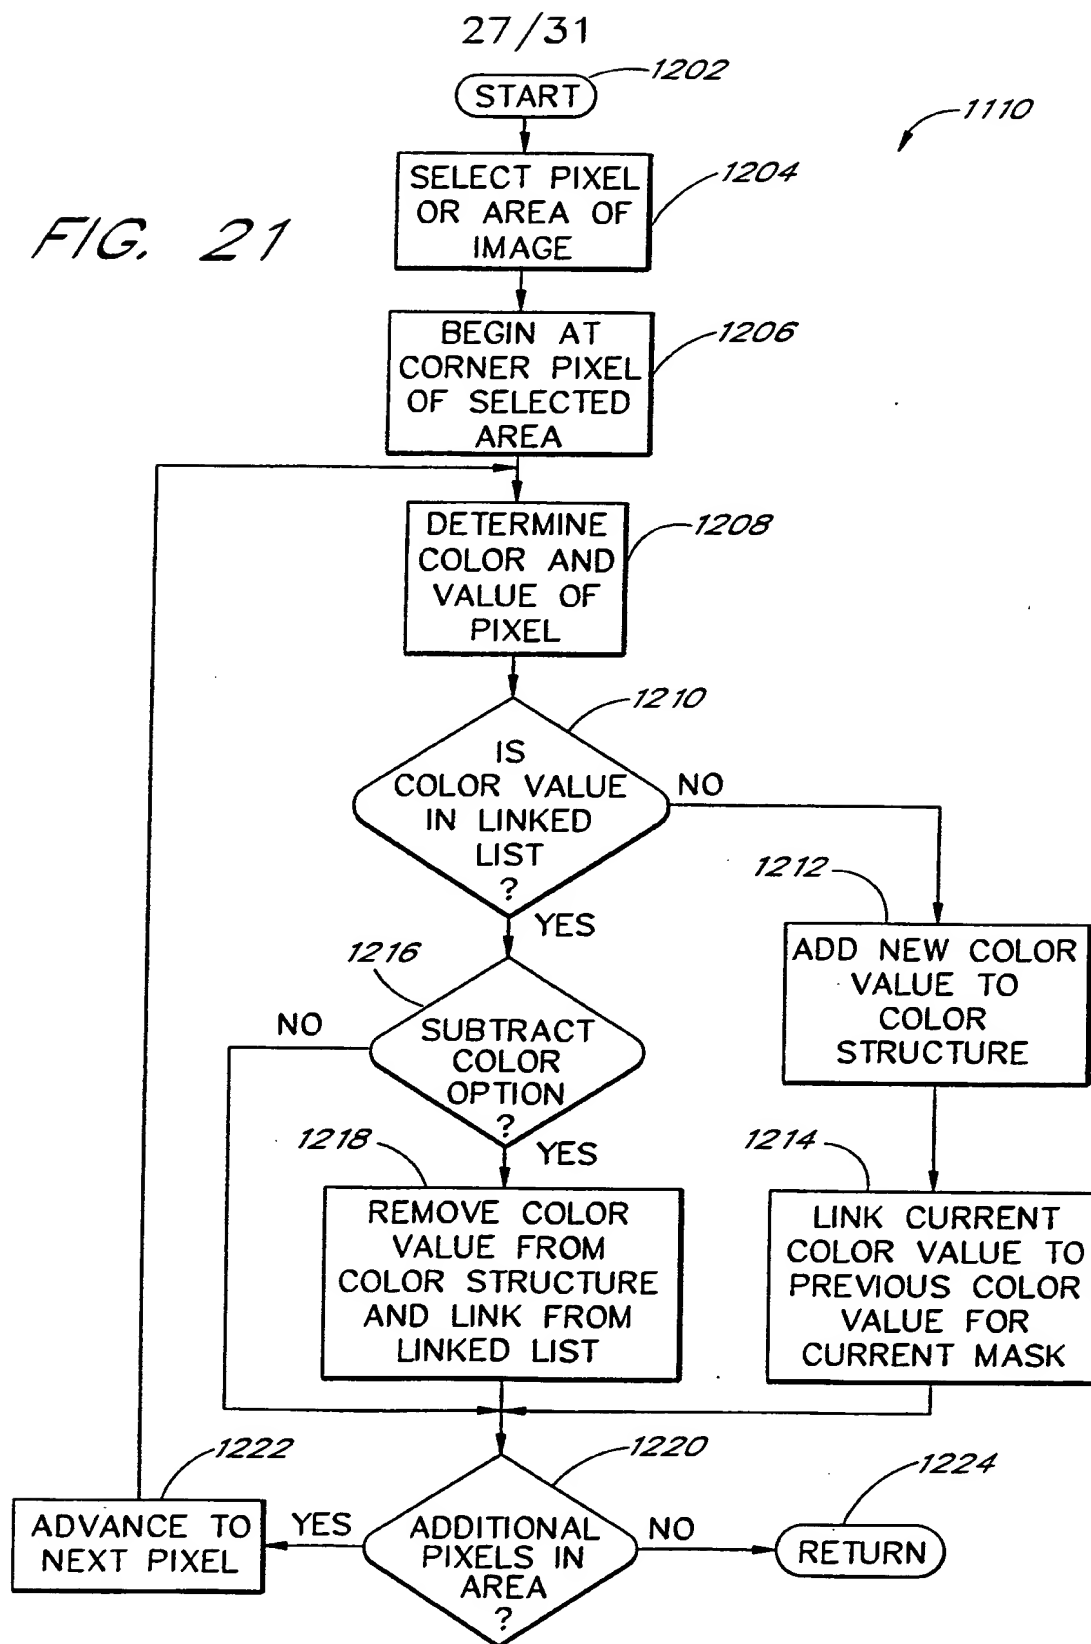 27/31
START
1202
1110
SELECT PIXEL
OR AREA OF
IMAGE
1204
FIG. 21
BEGIN AT
CORNER PIXEL
OF SELECTED
AREA
1206
DETERMINE
COLOR AND
VALUE OF
PIXEL
1208
1210
IS
COLOR VALUE
IN LINKED
LIST
?
NO
YES
1212
ADD NEW COLOR
VALUE TO
COLOR
STRUCTURE
1216
NO
SUBTRACT
COLOR
OPTION
?
YES
1218
REMOVE COLOR
VALUE FROM
COLOR STRUCTURE
AND LINK FROM
LINKED LIST
1214
LINK CURRENT
COLOR VALUE TO
PREVIOUS COLOR
VALUE FOR
CURRENT MASK
1222
ADVANCE TO
NEXT PIXEL
YES
1220
ADDITIONAL
PIXELS IN
AREA
?
NO
1224
RETURN